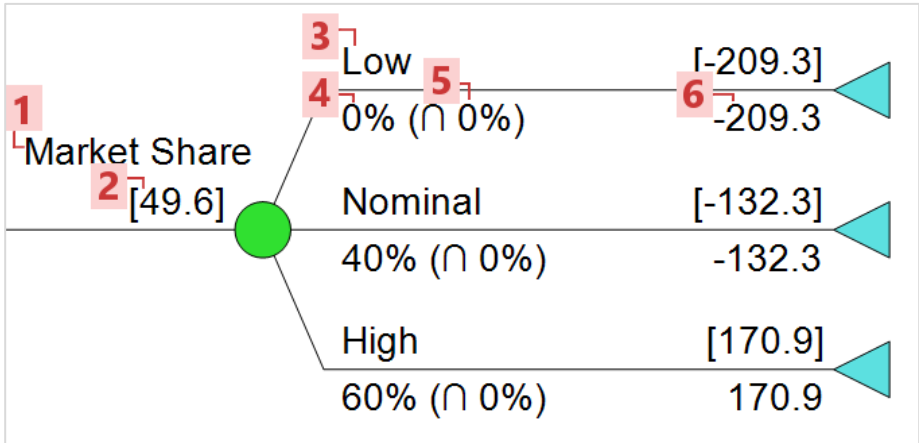 3
Low [-209.3]
4 5 6
0% (∩ 0%) -209.3
1
Market Share
2
[49.6]
Nominal [-132.3]
40% (∩ 0%) -132.3
High [170.9]
60% (∩ 0%) 170.9